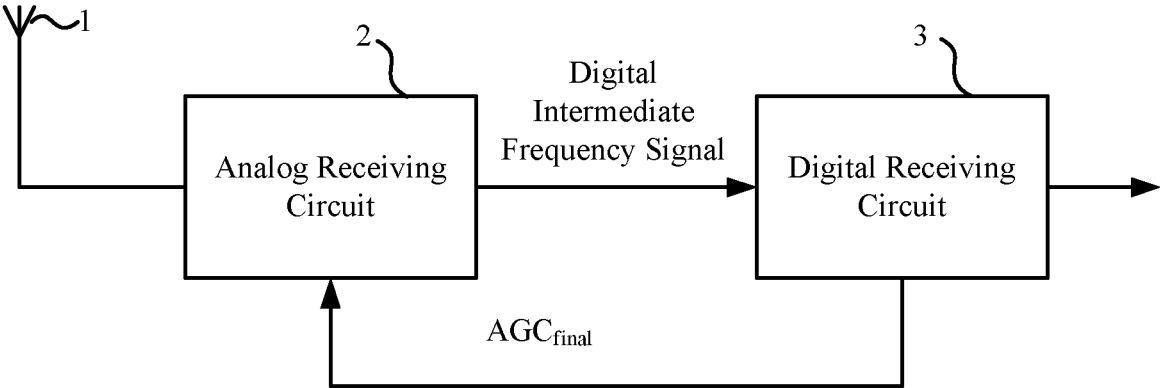 1
2
3
Digital
Intermediate
Frequency Signal
Analog Receiving
Circuit
Digital Receiving
Circuit
AGCfinal